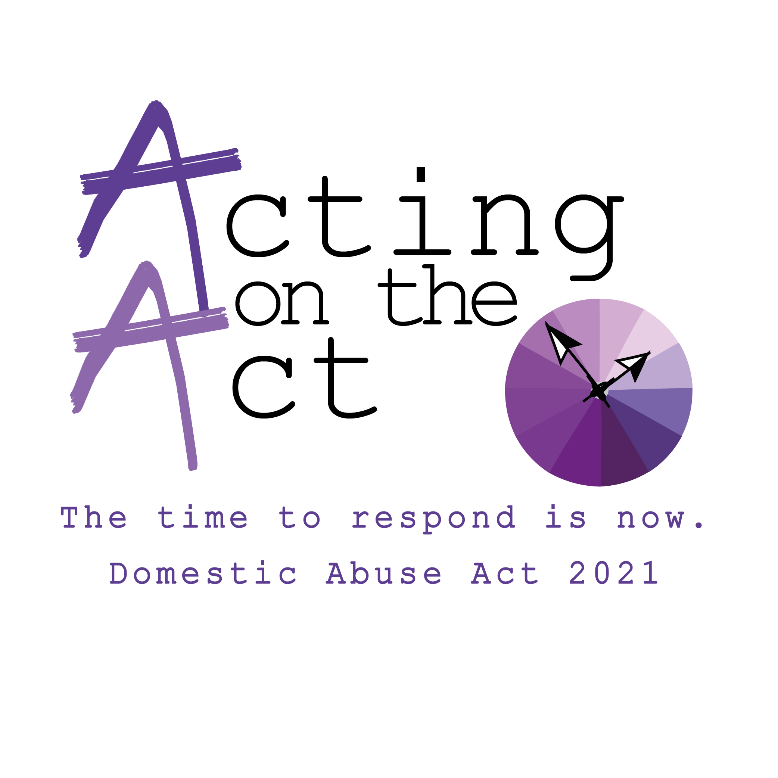 Acting
on the
Act
The time to respond is now.
Domestic Abuse Act 2021